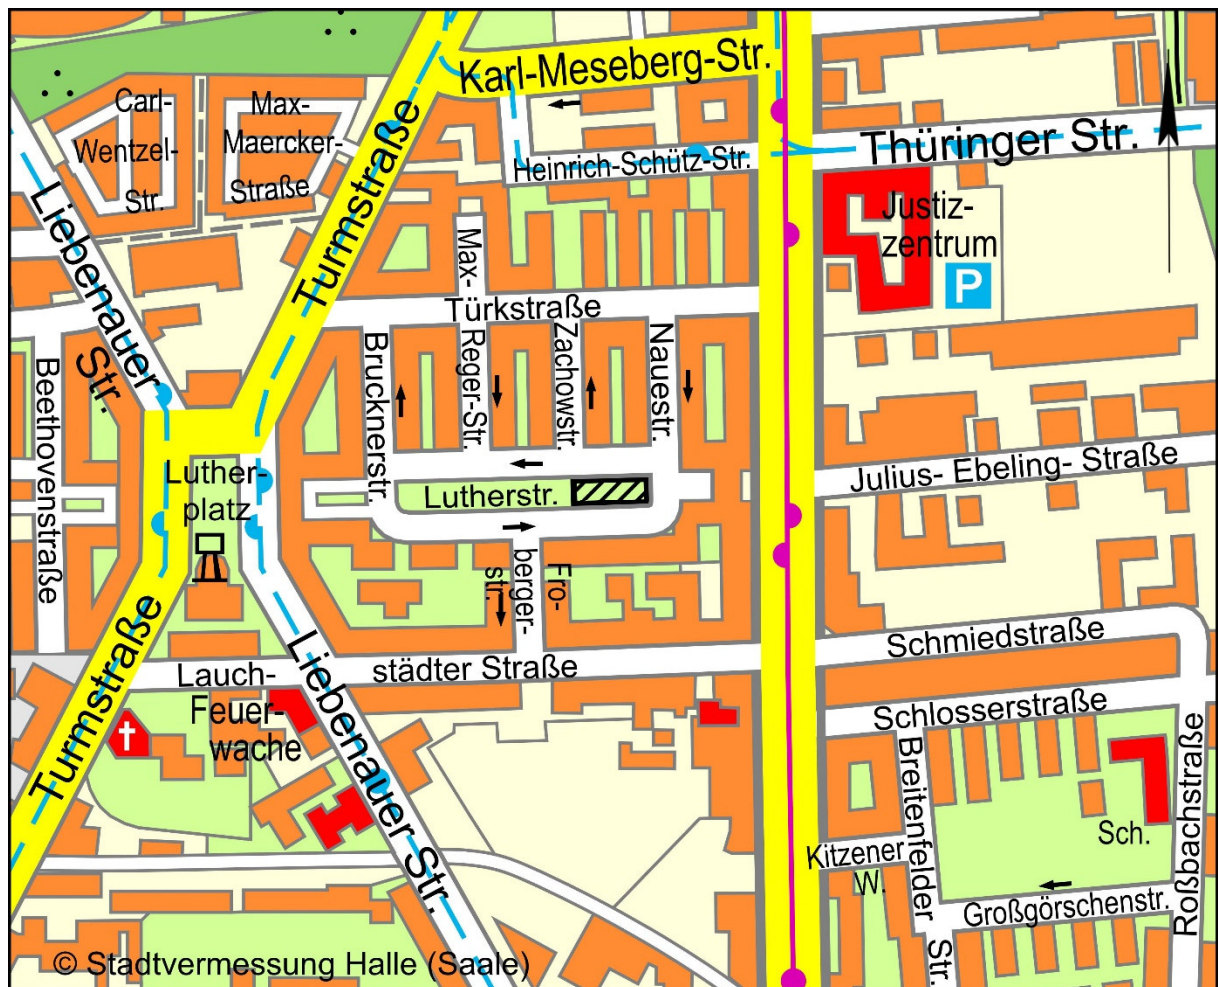 Karl-Meseberg-Str.
Carl-
Wentzel-
Str.
Max-
Maercker-
Straße
Turmstraße
Thüringer Str.
Heinrich-Schütz-Str.
Liebenauer
Str.
Justiz-
zentrum
P
Max-
Reger-Str.
Türkstraße
Brucknerstr.
Zachowstr.
Nauestr.
Beethovenstraße
Luther-
platz
Lutherstr.
Julius- Ebeling- Straße
Fro-
berger-
str.
Schmiedstraße
Lauch-
städter Straße
Turmstraße
Feuer-
wache
Liebenauer Str.
Schlosserstraße
Breitenfelder Str.
Roßbachstraße
Sch.
Kitzener
W.
Großgörschenstr.
© Stadtvermessung Halle (Saale)